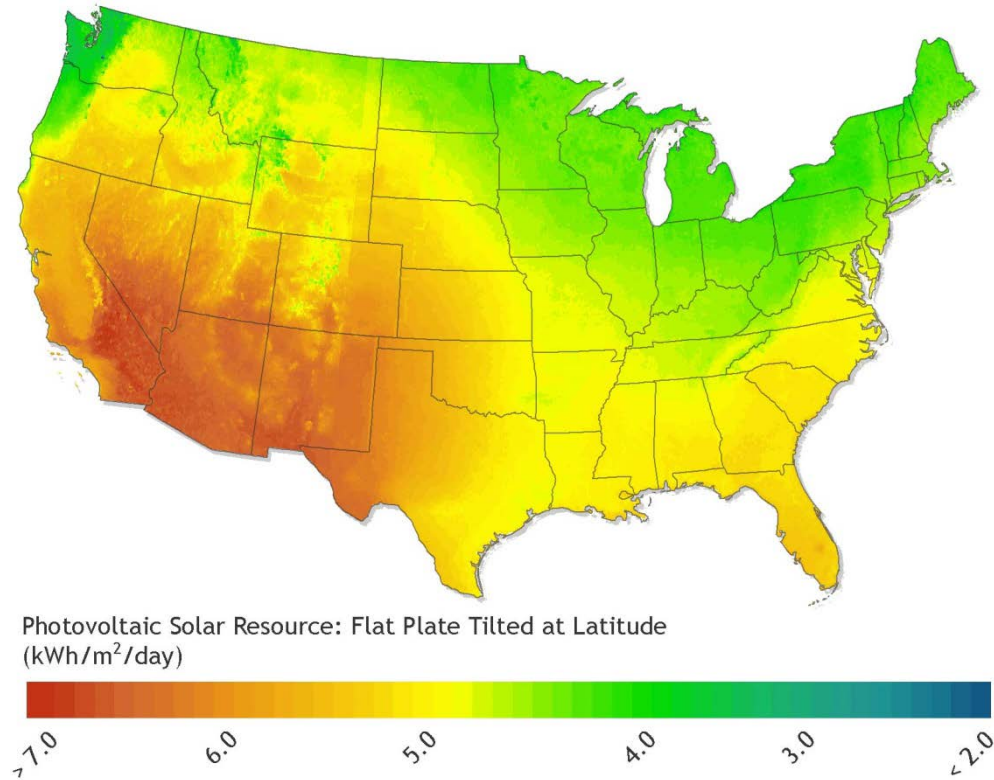 Photovoltaic Solar Resource: Flat Plate Tilted at Latitude
(kWh/m²/day)
> 7.0 6.0 5.0 4.0 3.0 < 2.0